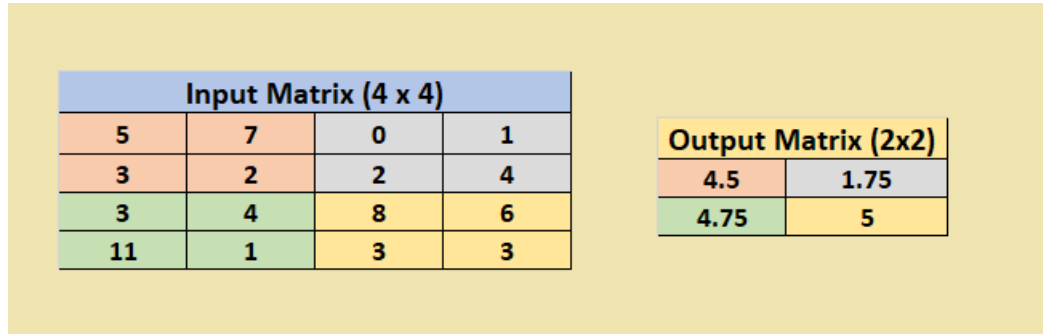 Input Matrix (4 x 4)
5 7 0 1
3 2 2 4
3 4 8 6
11 1 3 3
Output Matrix (2x2)
4.5 1.75
4.75 5